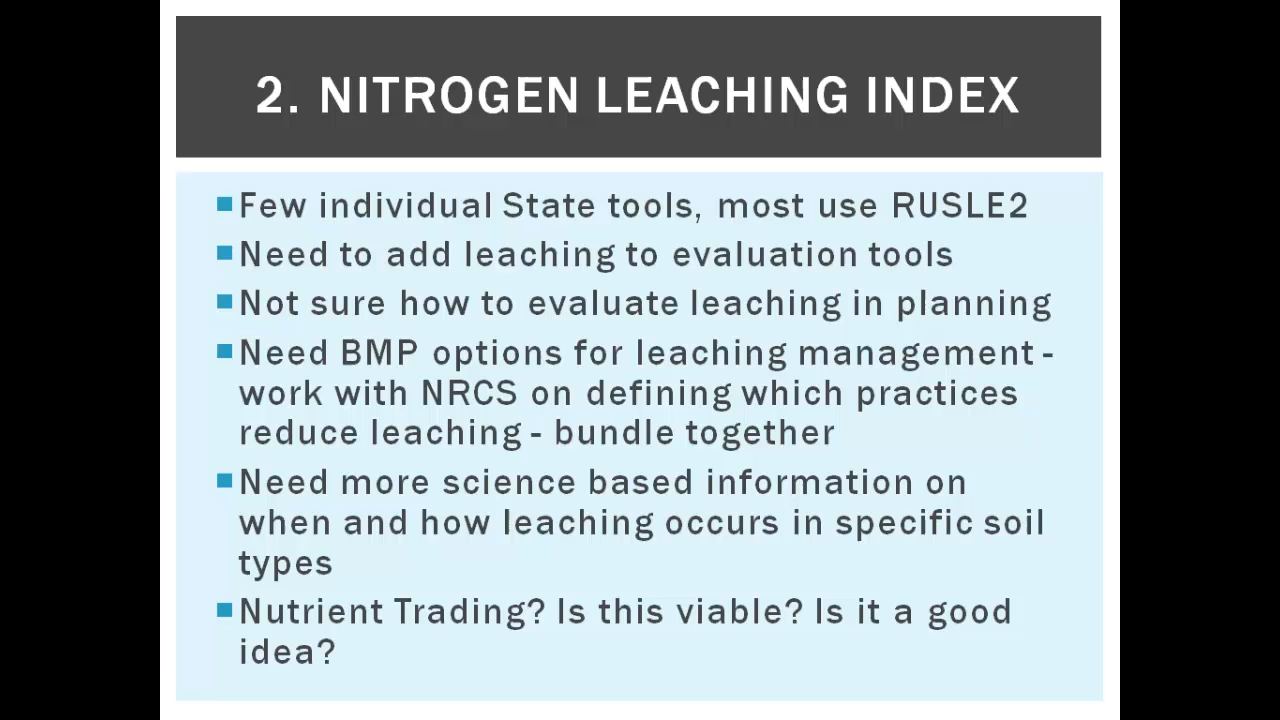 2. NITROGEN LEACHING INDEX
Few individual State tools, most use RUSLE2
Need to add leaching to evaluation tools
Not sure how to evaluate leaching in planning
Need BMP options for leaching management -
work with NRCS on defining which practices
reduce leaching - bundle together
Need more science based information on
when and how leaching occurs in specific soil
types
Nutrient Trading? Is this viable? Is it a good
idea?